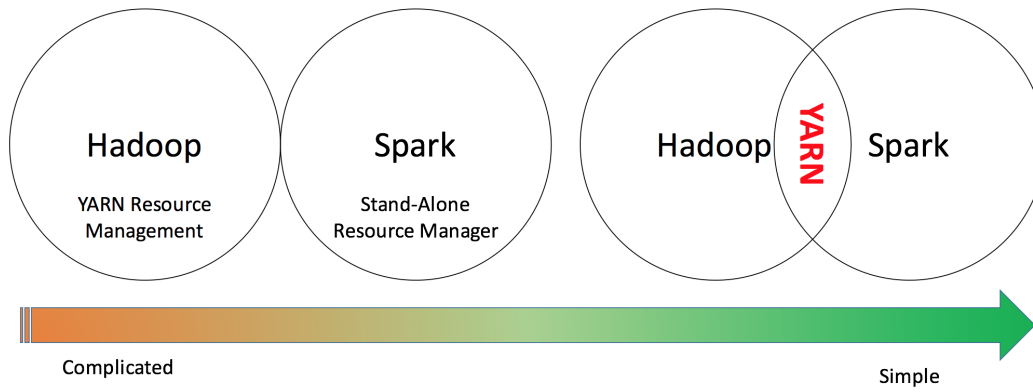 Hadoop
YARN Resource
Management
Spark
Stand-Alone
Resource Manager
Hadoop
YARN
Spark
Complicated
Simple